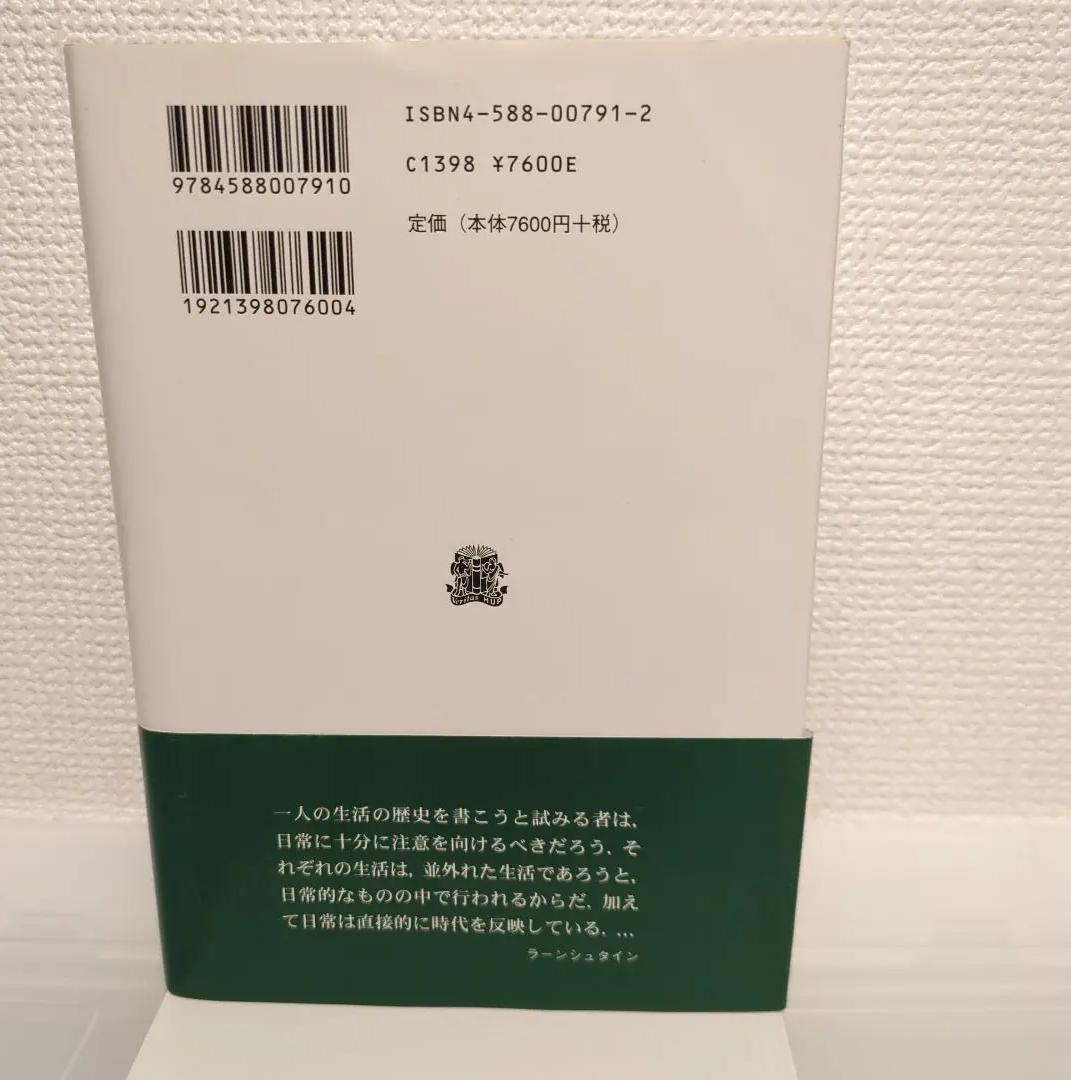 ISBN4-588-00791-2
C1398 ¥7600E
定価（本体7600円＋税）
9784588007910
1921398076004
Veritas HUP
一人の生活の歴史を書こうと試みる者は,
日常に十分に注意を向けるべきだろう. そ
れぞれの生活は, 並外れた生活であろうと,
日常的なものの中で行われるからだ. 加え
て日常は直接的に時代を反映している. …
ラーンシュタイン